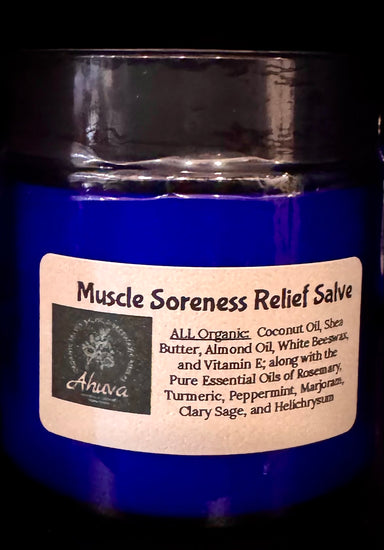 Muscle Soreness Relief Salve
ALL Organic: Coconut Oil, Shea
Butter, Almond Oil, White Beeswax,
and Vitamin E; along with the
Pure Essential Oils of Rosemary,
Turmeric, Peppermint, Marjoram,
Clary Sage, and Helichrysum
Ahuva